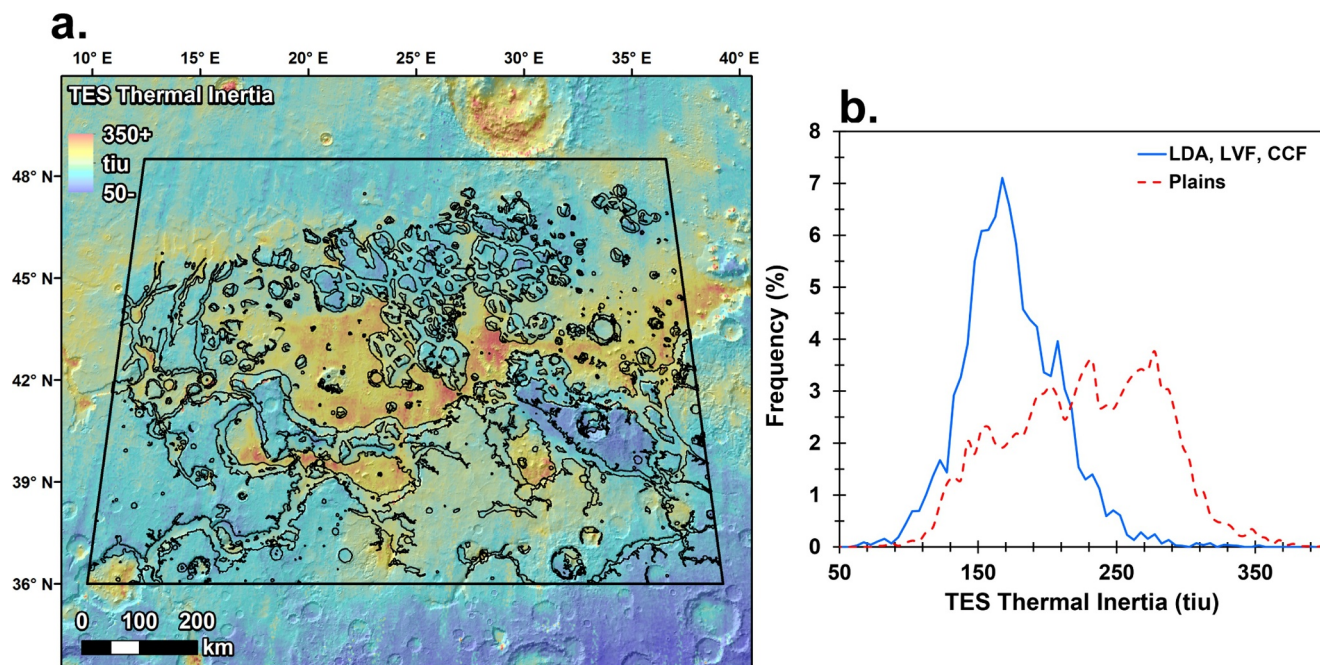 a.
10° E 15° E 20° E 25° E 30° E 35° E 40° E
TES Thermal Inertia
350+
tiu
50-
48° N
45° N
42° N
39° N
36° N
0 100 200
km
b.
8
7
6
5
4
3
2
1
0
Frequency (%)
LDA, LVF, CCF
Plains
50 150 250 350
TES Thermal Inertia (tiu)